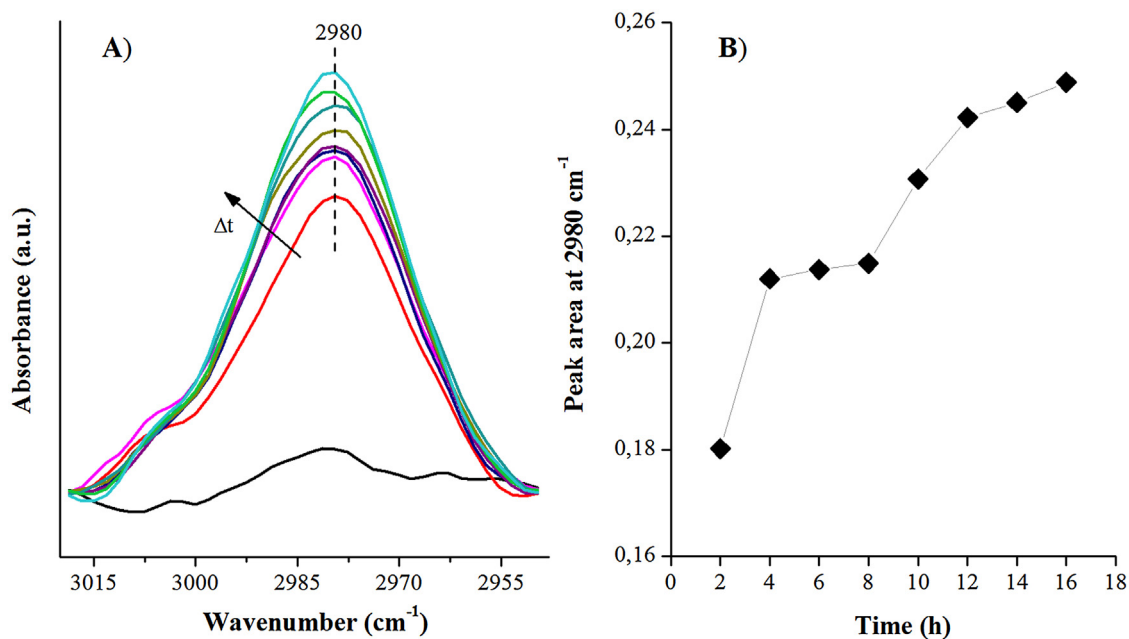 A)
2980
Δt
Absorbance (a.u.)
3015 3000 2985 2970 2955
Wavenumber (cm⁻¹)
B)
0,26
0,24
0,22
0,20
0,18
0,16
Peak area at 2980 cm⁻¹
0 2 4 6 8 10 12 14 16 18
Time (h)